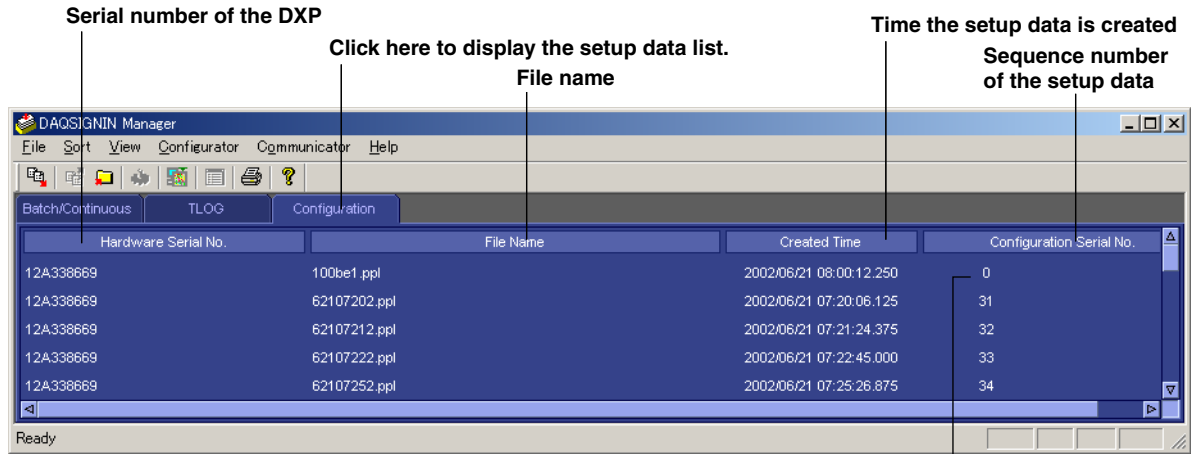 Serial number of the DXP
Time the setup data is created
Click here to display the setup data list.
Sequence number
of the setup data
File name
DAQSIGNIN Manager
File Sort View Configurator Communicator Help
Batch/Continuous TLOG Configuration
Hardware Serial No. File Name Created Time Configuration Serial No.
12A338669 100be1.ppl 2002/06/21 08:00:12.250 0
12A338669 62107202.ppl 2002/06/21 07:20:06.125 31
12A338669 62107212.ppl 2002/06/21 07:21:24.375 32
12A338669 62107222.ppl 2002/06/21 07:22:45.000 33
12A338669 62107252.ppl 2002/06/21 07:25:26.875 34
Ready